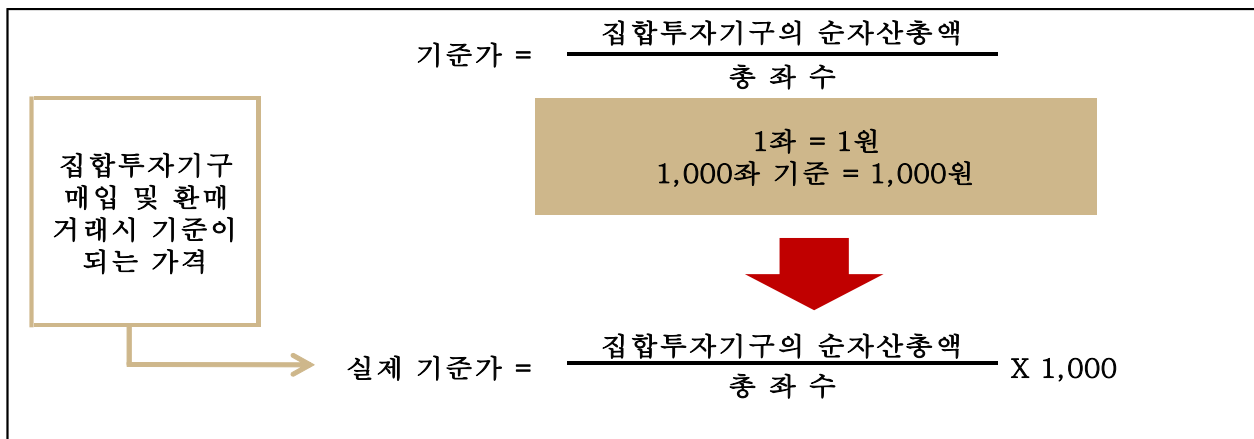 기준가 =
집합투자기구의 순자산총액
총 좌 수
1좌 = 1원
1,000좌 기준 = 1,000원
집합투자기구
매입 및 환매
거래시 기준이
되는 가격
실제 기준가 =
집합투자기구의 순자산총액
총 좌 수
X 1,000